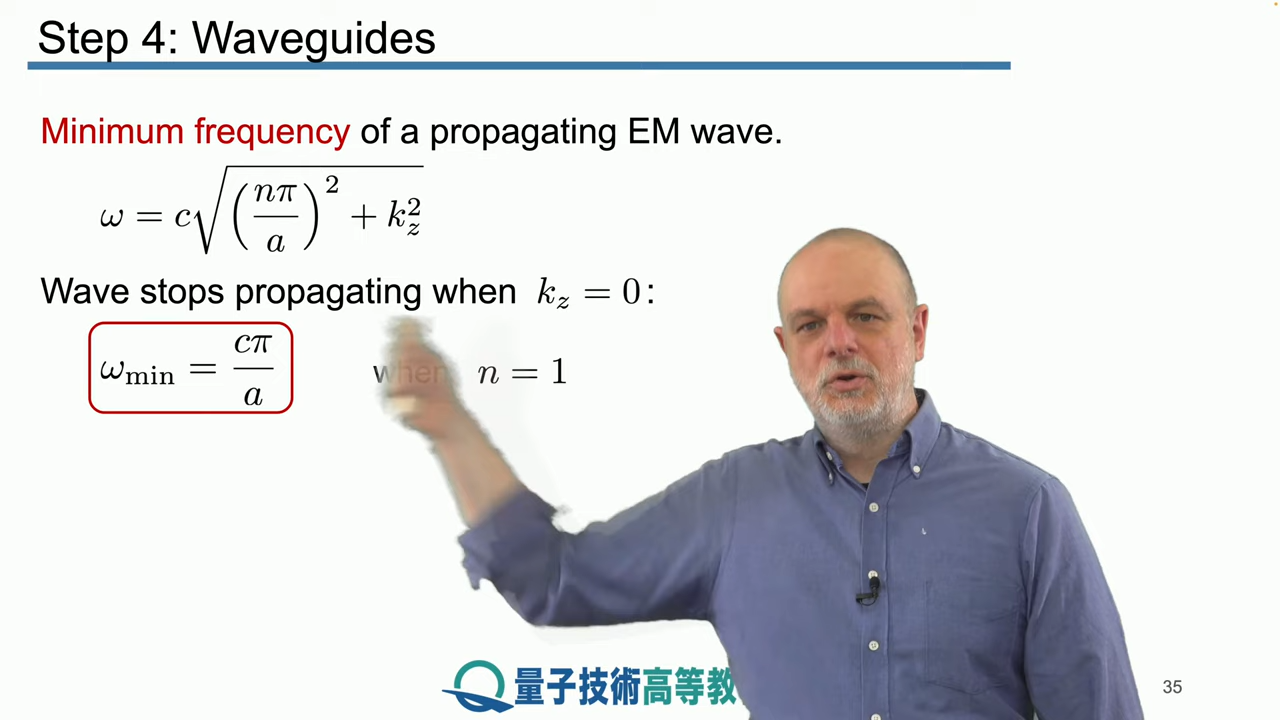 Step 4: Waveguides
Minimum frequency of a propagating EM wave.
ω = c√((nπ/a)² + k_z²)
Wave stops propagating when k_z = 0:
ω_min = cπ/a when n = 1
量子技術高等教
35